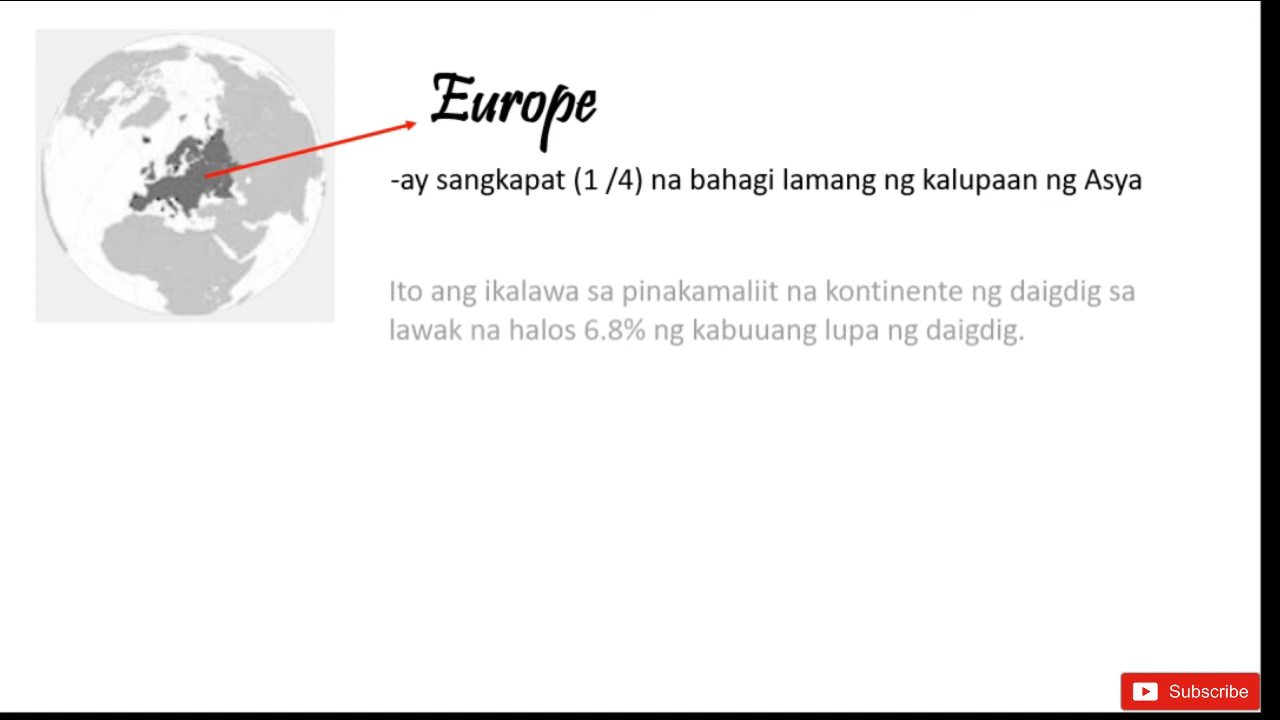 Europe
-ay sangkapat (1 /4) na bahagi lamang ng kalupaan ng Asya
Ito ang ikalawa sa pinakamaliit na kontinente ng daigdig sa
lawak na halos 6.8% ng kabuuang lupa ng daigdig.
Subscribe